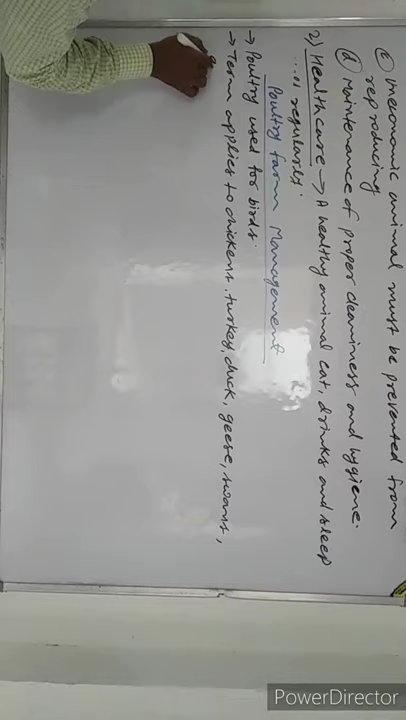 (c) uneconomic animal must be prevented from
reproducing
(d) Maintenance of proper cleanliness and hygiene.
2) Healthcare → A healthy animal eat, drinks and sleep
regularly.
Poultry farm Management
→ Poultry used for birds.
→ Term applies to chickens, turkey, duck, geese, swans,
PowerDirector